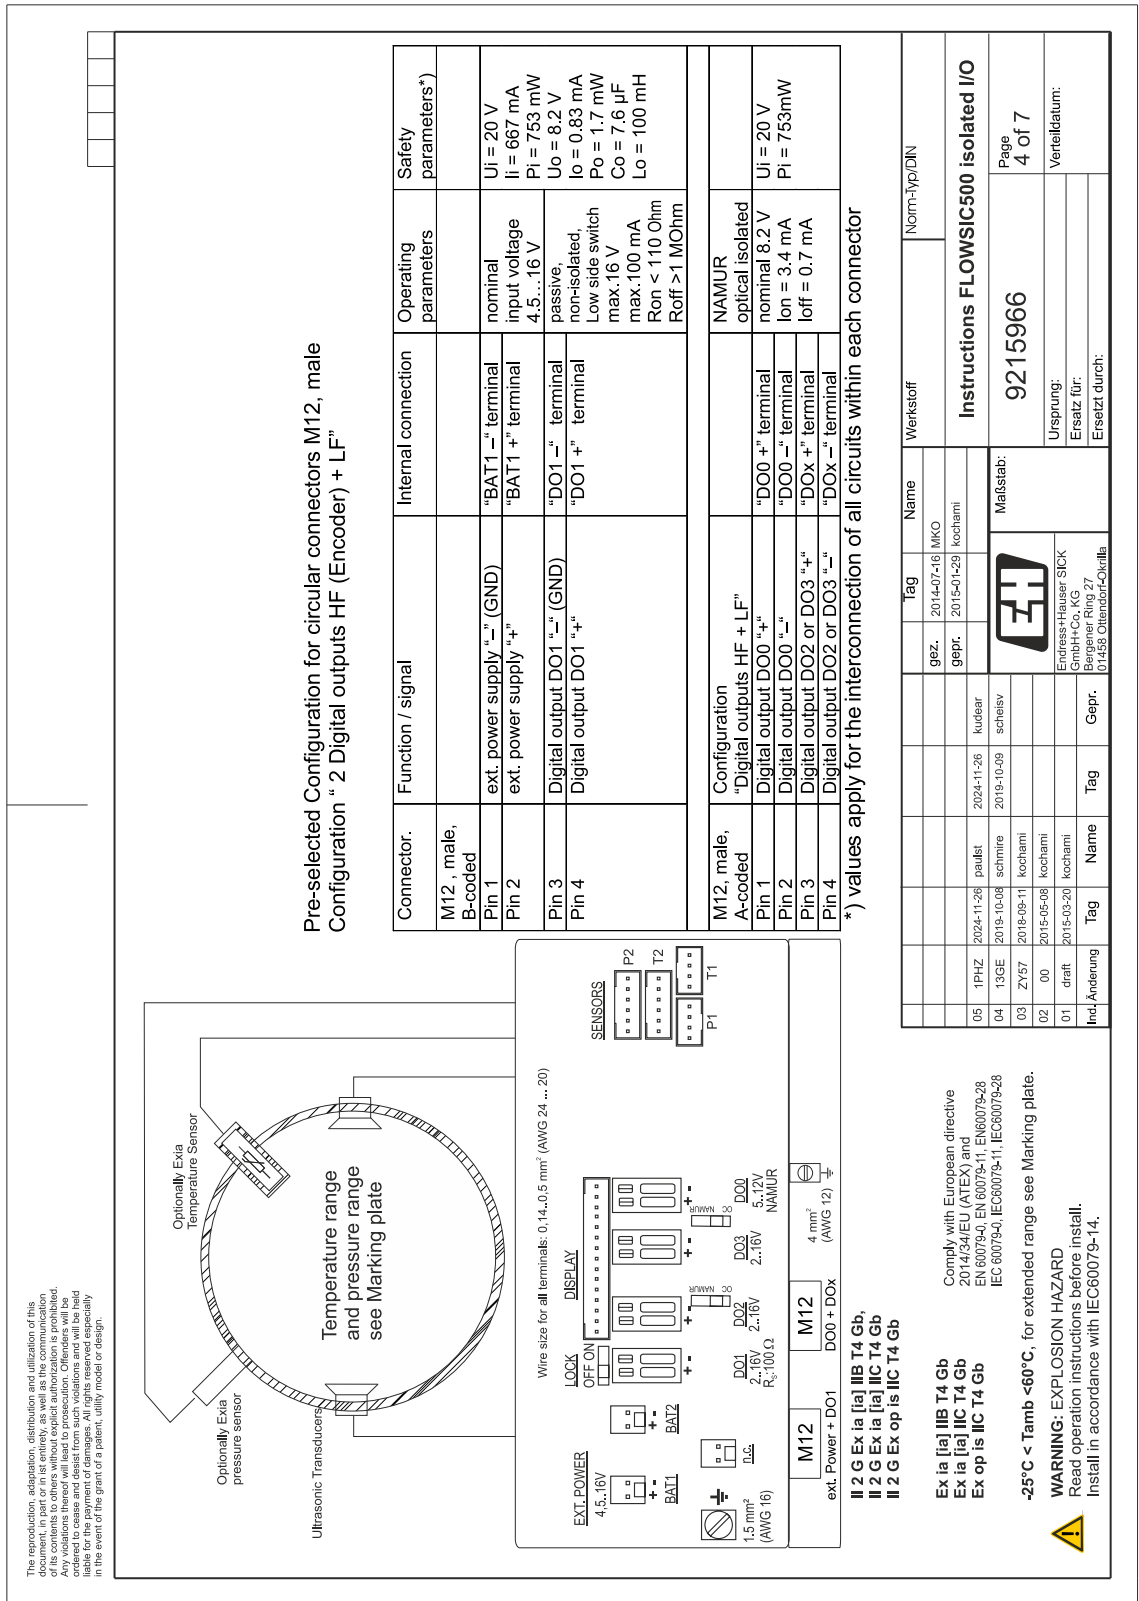 The reproduction, adaptation, distribution and utilization of this
document, in part or in ist entirety, as well as the communication
of its contents to others without explicit authorization is prohibited.
Any violations thereof will lead to prosecution. Offenders will be
ordered to cease and desist from such violations and will be held
liable for the payment of damages. All rights reserved especially
in the event of the grant of a patent, utility model or design.
Optionally Exia
Temperature Sensor
Optionally Exia
pressure sensor
Ultrasonic Transducers
Temperature range
and pressure range
see Marking plate
Wire size for all terminals: 0,14..0.5 mm² (AWG 24 ... 20)
EXT. POWER
4,5..16V
LOCK
OFF ON
DISPLAY
SENSORS
P2
T2
P1
T1
+ -
BAT1
+ -
BAT2
n.c.
+ -
+ -
+ -
+ -
OC NAMUR
OC NAMUR
DO1
2..16V
Rs:100 Ω
DO2
2..16V
DO3
2..16V
DO0
5..12V
NAMUR
1.5 mm²
(AWG 16)
4 mm²
(AWG 12)
M12
M12
ext. Power + DO1
DO0 + DOx
II 2 G Ex ia [ia] IIB T4 Gb,
II 2 G Ex ia [ia] IIC T4 Gb
II 2 G Ex op is IIC T4 Gb
Ex ia [ia] IIB T4 Gb
Ex ia [ia] IIC T4 Gb
Ex op is IIC T4 Gb
Comply with European directive
2014/34/EU (ATEX) and
EN 60079-0, EN 60079-11, EN60079-28
IEC 60079-0, IEC60079-11, IEC60079-28
-25°C < Tamb <60°C, for extended range see Marking plate.
WARNING: EXPLOSION HAZARD
Read operation instructions before install.
Install in accordance with IEC60079-14.
Pre-selected Configuration for circular connectors M12, male
Configuration “ 2 Digital outputs HF (Encoder) + LF”
Connector. Function / signal Internal connection Operating parameters Safety parameters*)
M12 , male,
B-coded
Pin 1 ext. power supply “–” (GND) “BAT1 –“ terminal
Pin 2 ext. power supply “+” “BAT1 +” terminal
nominal
input voltage
4.5…16 V
Pin 3 Digital output DO1 “–“ (GND) “DO1 –“ terminal
Pin 4 Digital output DO1 “+“ “DO1 +” terminal
passive,
non-isolated,
Low side switch
max.16 V
max.100 mA
Ron < 110 Ohm
Roff >1 MOhm
Ui = 20 V
Ii = 667 mA
Pi = 753 mW
Uo = 8.2 V
Io = 0.83 mA
Po = 1.7 mW
Co = 7.6 µF
Lo = 100 mH
M12, male,
A-coded
Configuration
“Digital outputs HF + LF”
NAMUR
optical isolated
Pin 1 Digital output DO0 “+“ “DO0 +” terminal
Pin 2 Digital output DO0 “–“ “DO0 –“ terminal
Pin 3 Digital output DO2 or DO3 “+“ “DOx +” terminal
Pin 4 Digital output DO2 or DO3 “–“ “DOx –“ terminal
nominal 8.2 V
Ion = 3.4 mA
Ioff = 0.7 mA
Ui = 20 V
Pi = 753mW
*) values apply for the interconnection of all circuits within each connector
05 1PHZ 2024-11-26 paulst 2024-11-26 kudear
04 13GE 2019-10-08 schmire 2019-10-09 scheisv
03 ZY57 2018-09-11 kochami
02 00 2015-05-08 kochami
01 draft 2015-03-20 kochami
Ind. Änderung Tag Name Tag Gepr.
Tag Name
gez. 2014-07-16 MKO
gepr. 2015-01-29 kochami
Maßstab:
EH
Endress+Hauser SICK
GmbH+Co. KG
Bergener Ring 27
01458 Ottendorf-Okrilla
Werkstoff
Norm-Typ/DIN
Instructions FLOWSIC500 isolated I/O
9215966
Page
4 of 7
Ursprung:
Ersatz für:
Ersetzt durch:
Verteildatum: